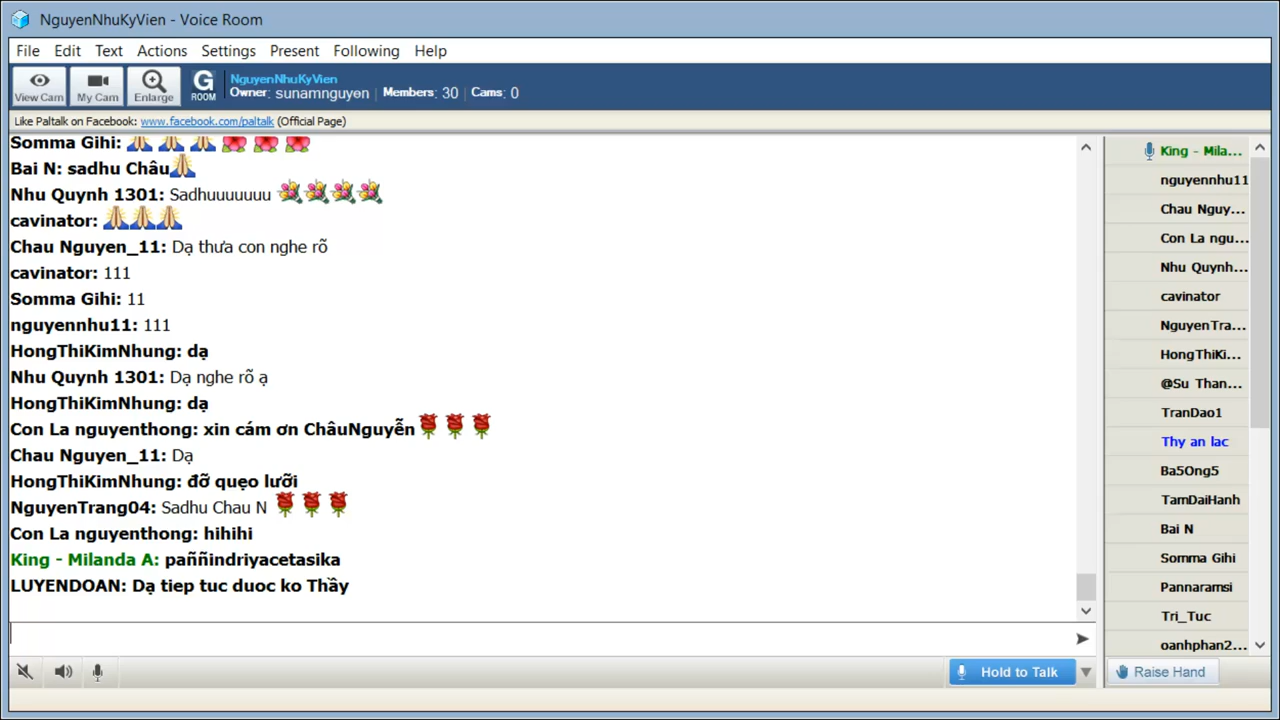 NguyenNhuKyVien - Voice Room
File Edit Text Actions Settings Present Following Help
View Cam
My Cam
Enlarge
G ROOM
NguyenNhuKyVien
Owner: sunamnguyen | Members: 30 | Cams: 0
Like Paltalk on Facebook: www.facebook.com/paltalk (Official Page)
Somma Gihi:
Bai N: sadhu Châu
Nhu Quynh 1301: Sadhuuuuuuu
cavinator:
Chau Nguyen_11: Dạ thưa con nghe rõ
cavinator: 111
Somma Gihi: 11
nguyennhu11: 111
HongThiKimNhung: dạ
Nhu Quynh 1301: Dạ nghe rõ ạ
HongThiKimNhung: dạ
Con La nguyenthong: xin cám ơn ChâuNguyễn
Chau Nguyen_11: Dạ
HongThiKimNhung: đỡ quẹo lưỡi
NguyenTrang04: Sadhu Chau N
Con La nguyenthong: hihihi
King - Milanda A: paññindriyacetasika
LUYENDOAN: Dạ tiep tuc duoc ko Thầy
King - Mila...
nguyennhu11
Chau Nguy...
Con La ngu...
Nhu Quynh...
cavinator
NguyenTra...
HongThiKi...
@Su Than...
TranDao1
Thy an lac
Ba5Ong5
TamDaiHanh
Bai N
Somma Gihi
Pannaramsi
Tri_Tuc
oanhphan2...
Hold to Talk
Raise Hand